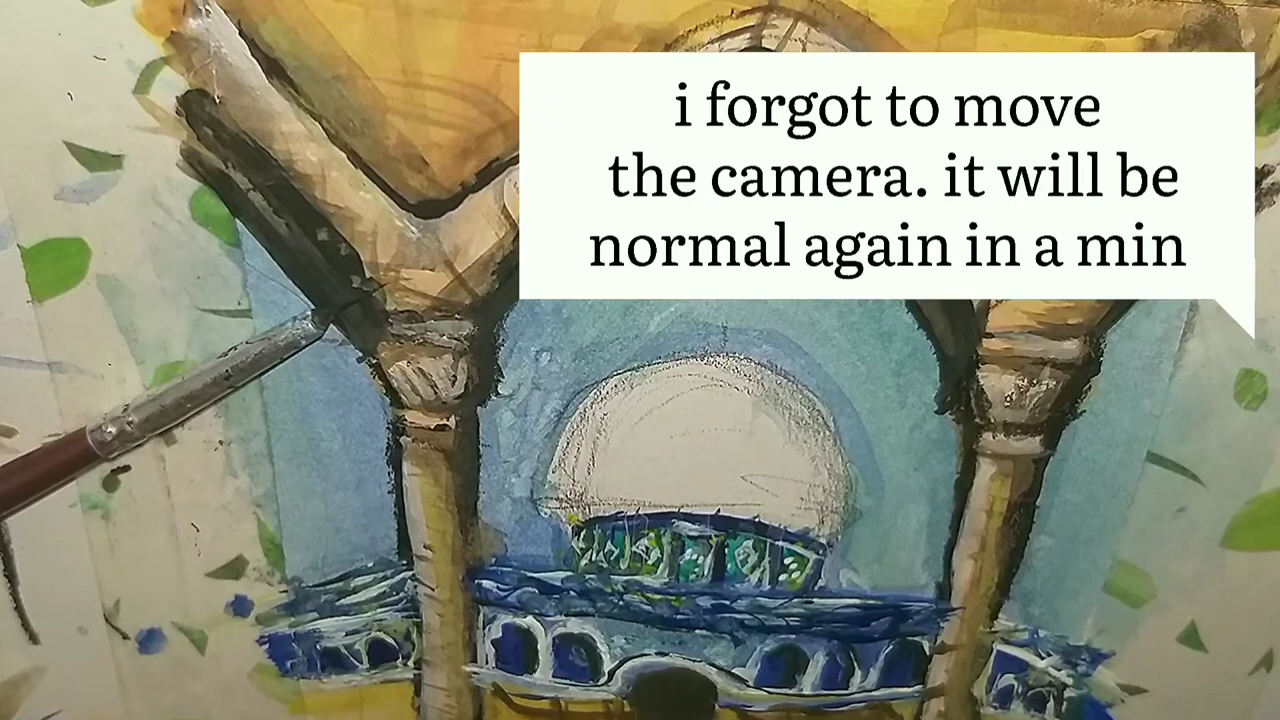 i forgot to move
the camera. it will be
normal again in a min